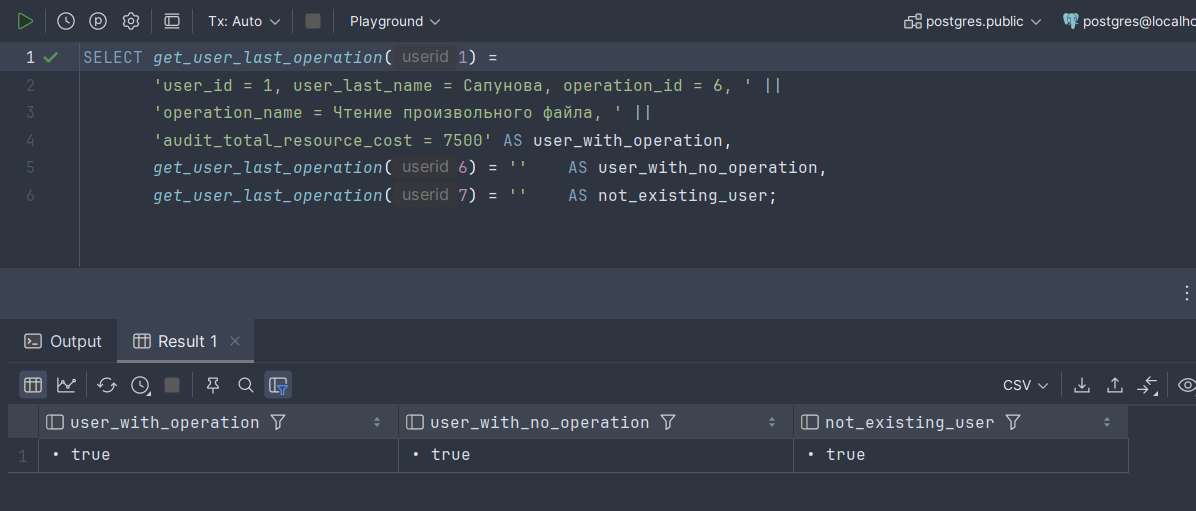 Tx: Auto Playground postgres.public postgres@localho
1 SELECT get_user_last_operation( userid 1) =
2 'user_id = 1, user_last_name = Сапунова, operation_id = 6, ' ||
3 'operation_name = Чтение произвольного файла, ' ||
4 'audit_total_resource_cost = 7500' AS user_with_operation,
5 get_user_last_operation( userid 6) = '' AS user_with_no_operation,
6 get_user_last_operation( userid 7) = '' AS not_existing_user;
Output Result 1
CSV
user_with_operation user_with_no_operation not_existing_user
1 true true true